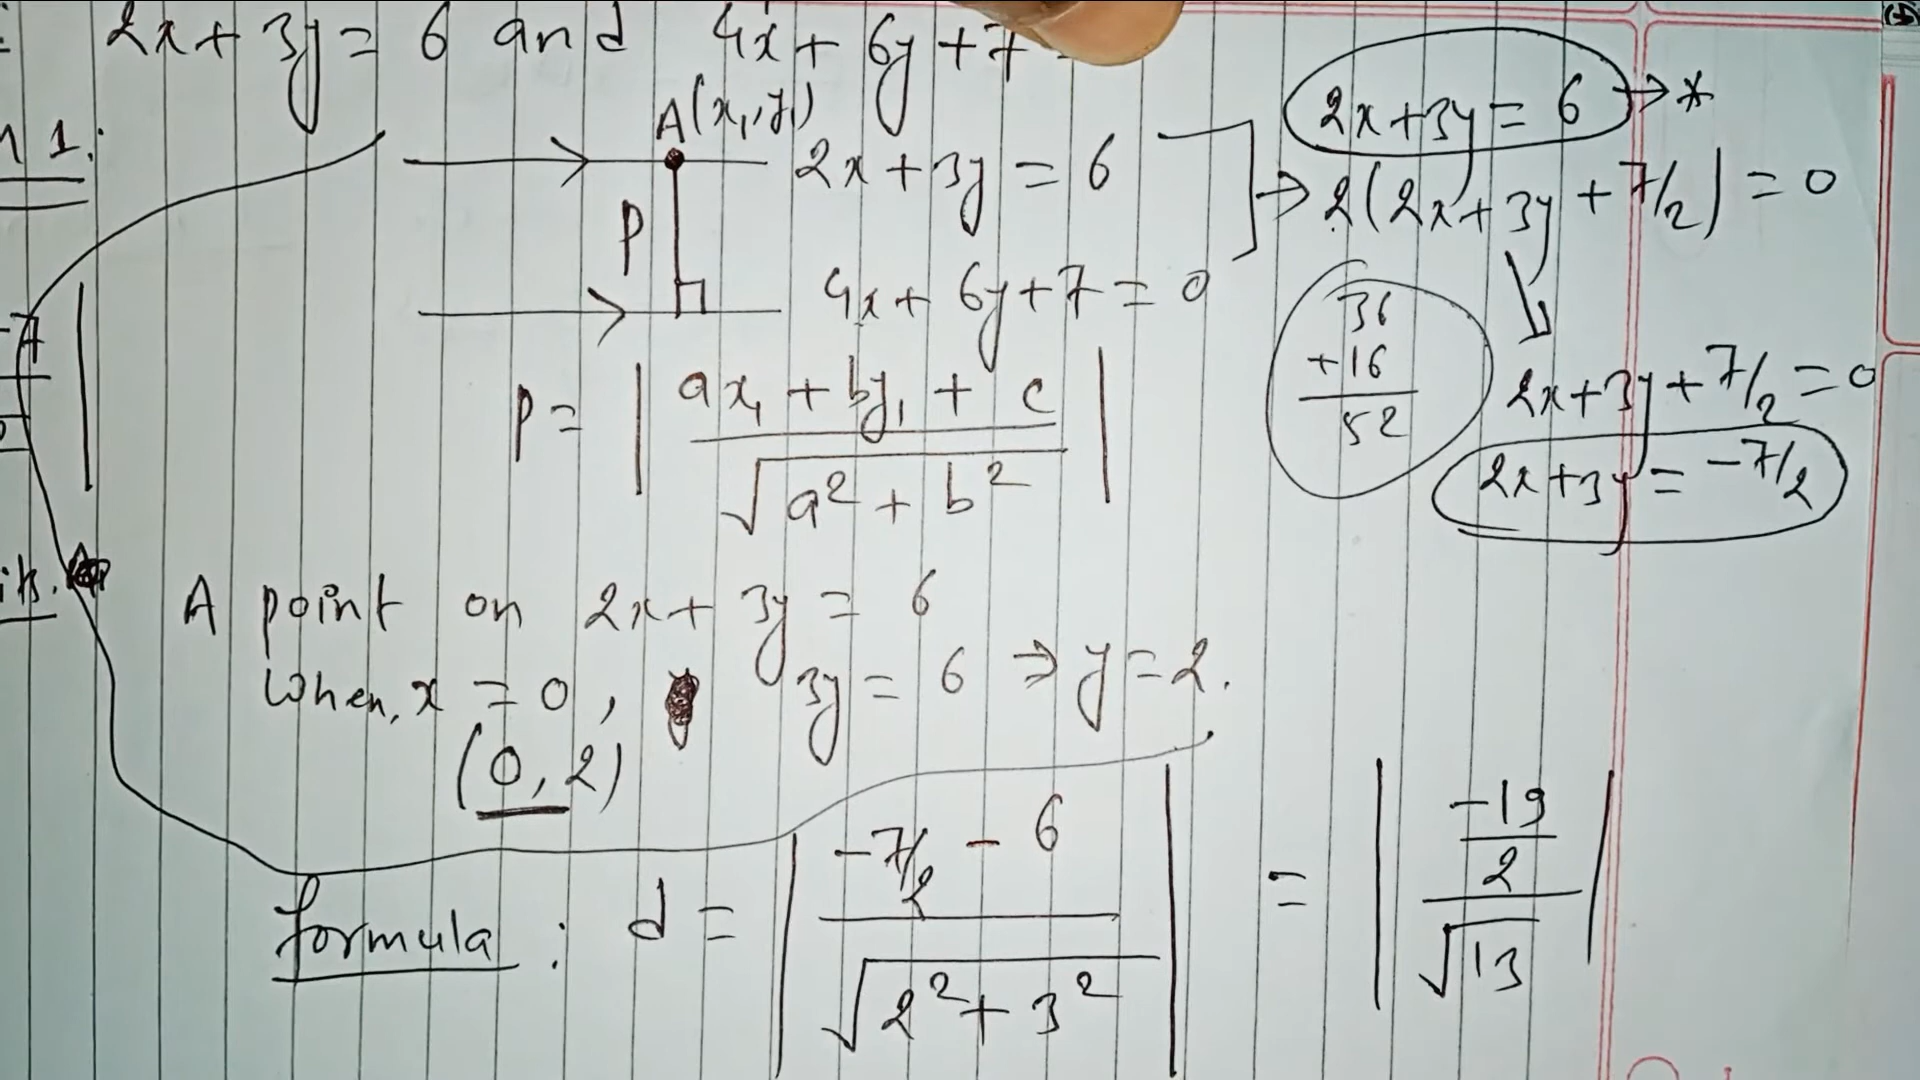 2x + 3y = 6 and 4x + 6y + 7
1.
A(x₁, y₁)
2x + 3y = 6
P
4x + 6y + 7 = 0
2x + 3y = 6 → *
⇒ 2(2x + 3y + 7/2) = 0
36
+16
52
2x + 3y + 7/2 = 0
2x + 3y = -7/2
P = | (ax₁ + by₁ + c) / √(a² + b²) |
-7
A point on 2x + 3y = 6
When, x = 0, 3y = 6 ⇒ y = 2.
(0, 2)
formula : d = | (-7/2 - 6) / √(2² + 3²) | = | (-19/2) / √13 |